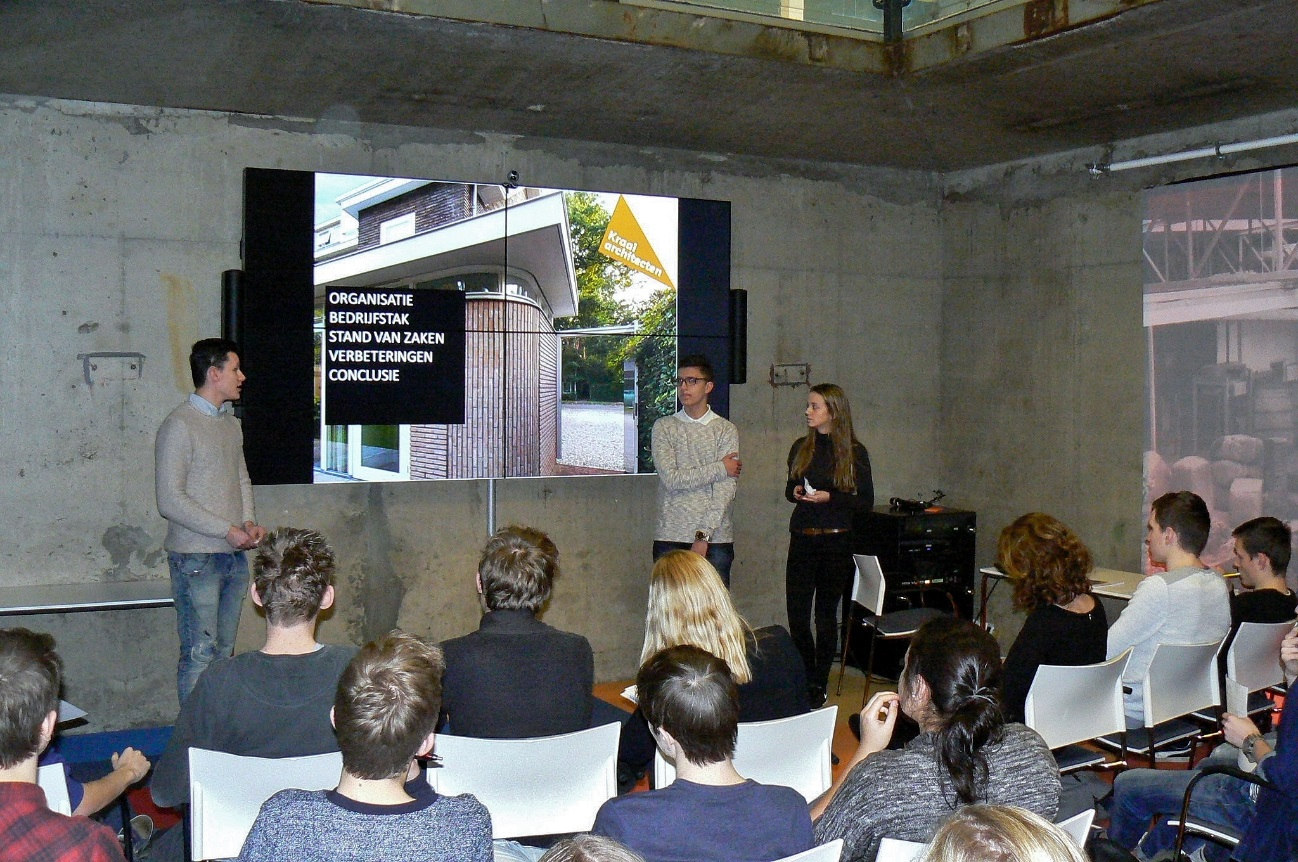 ORGANISATIE
BEDRIJFSTAK
STAND VAN ZAKEN
VERBETERINGEN
CONCLUSIE
Kraal
architecten